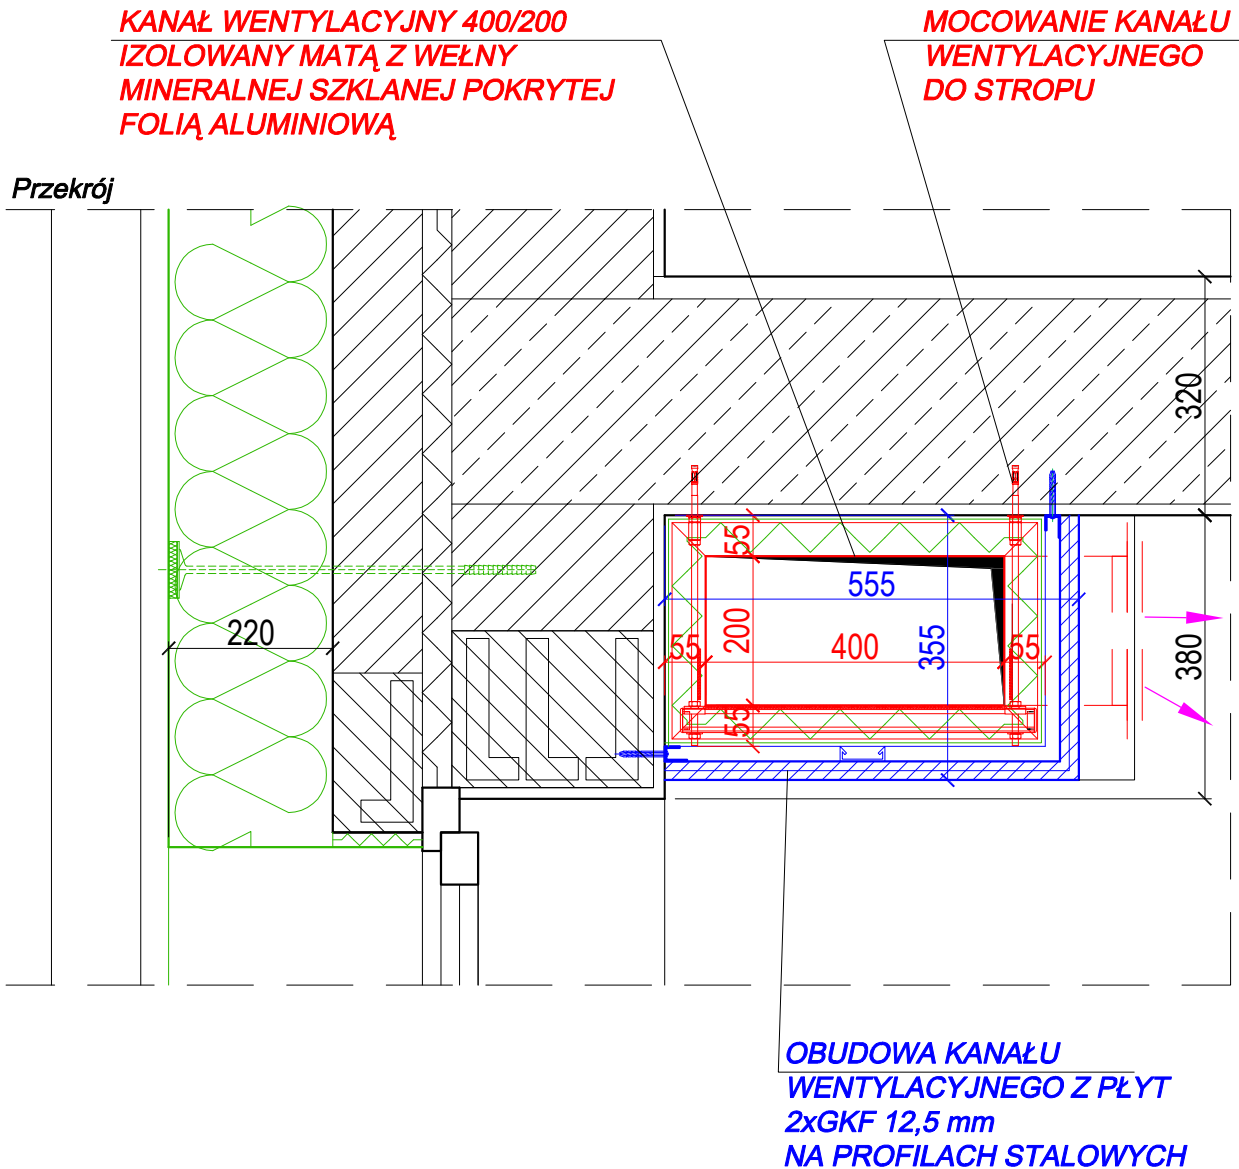 KANAŁ WENTYLACYJNY 400/200
IZOLOWANY MATĄ Z WEŁNY
MINERALNEJ SZKLANEJ POKRYTEJ
FOLIĄ ALUMINIOWĄ
MOCOWANIE KANAŁU
WENTYLACYJNEGO
DO STROPU
Przekrój
320
55
555
220
55
200
400
355
55
380
55
OBUDOWA KANAŁU
WENTYLACYJNEGO Z PŁYT
2xGKF 12,5 mm
NA PROFILACH STALOWYCH